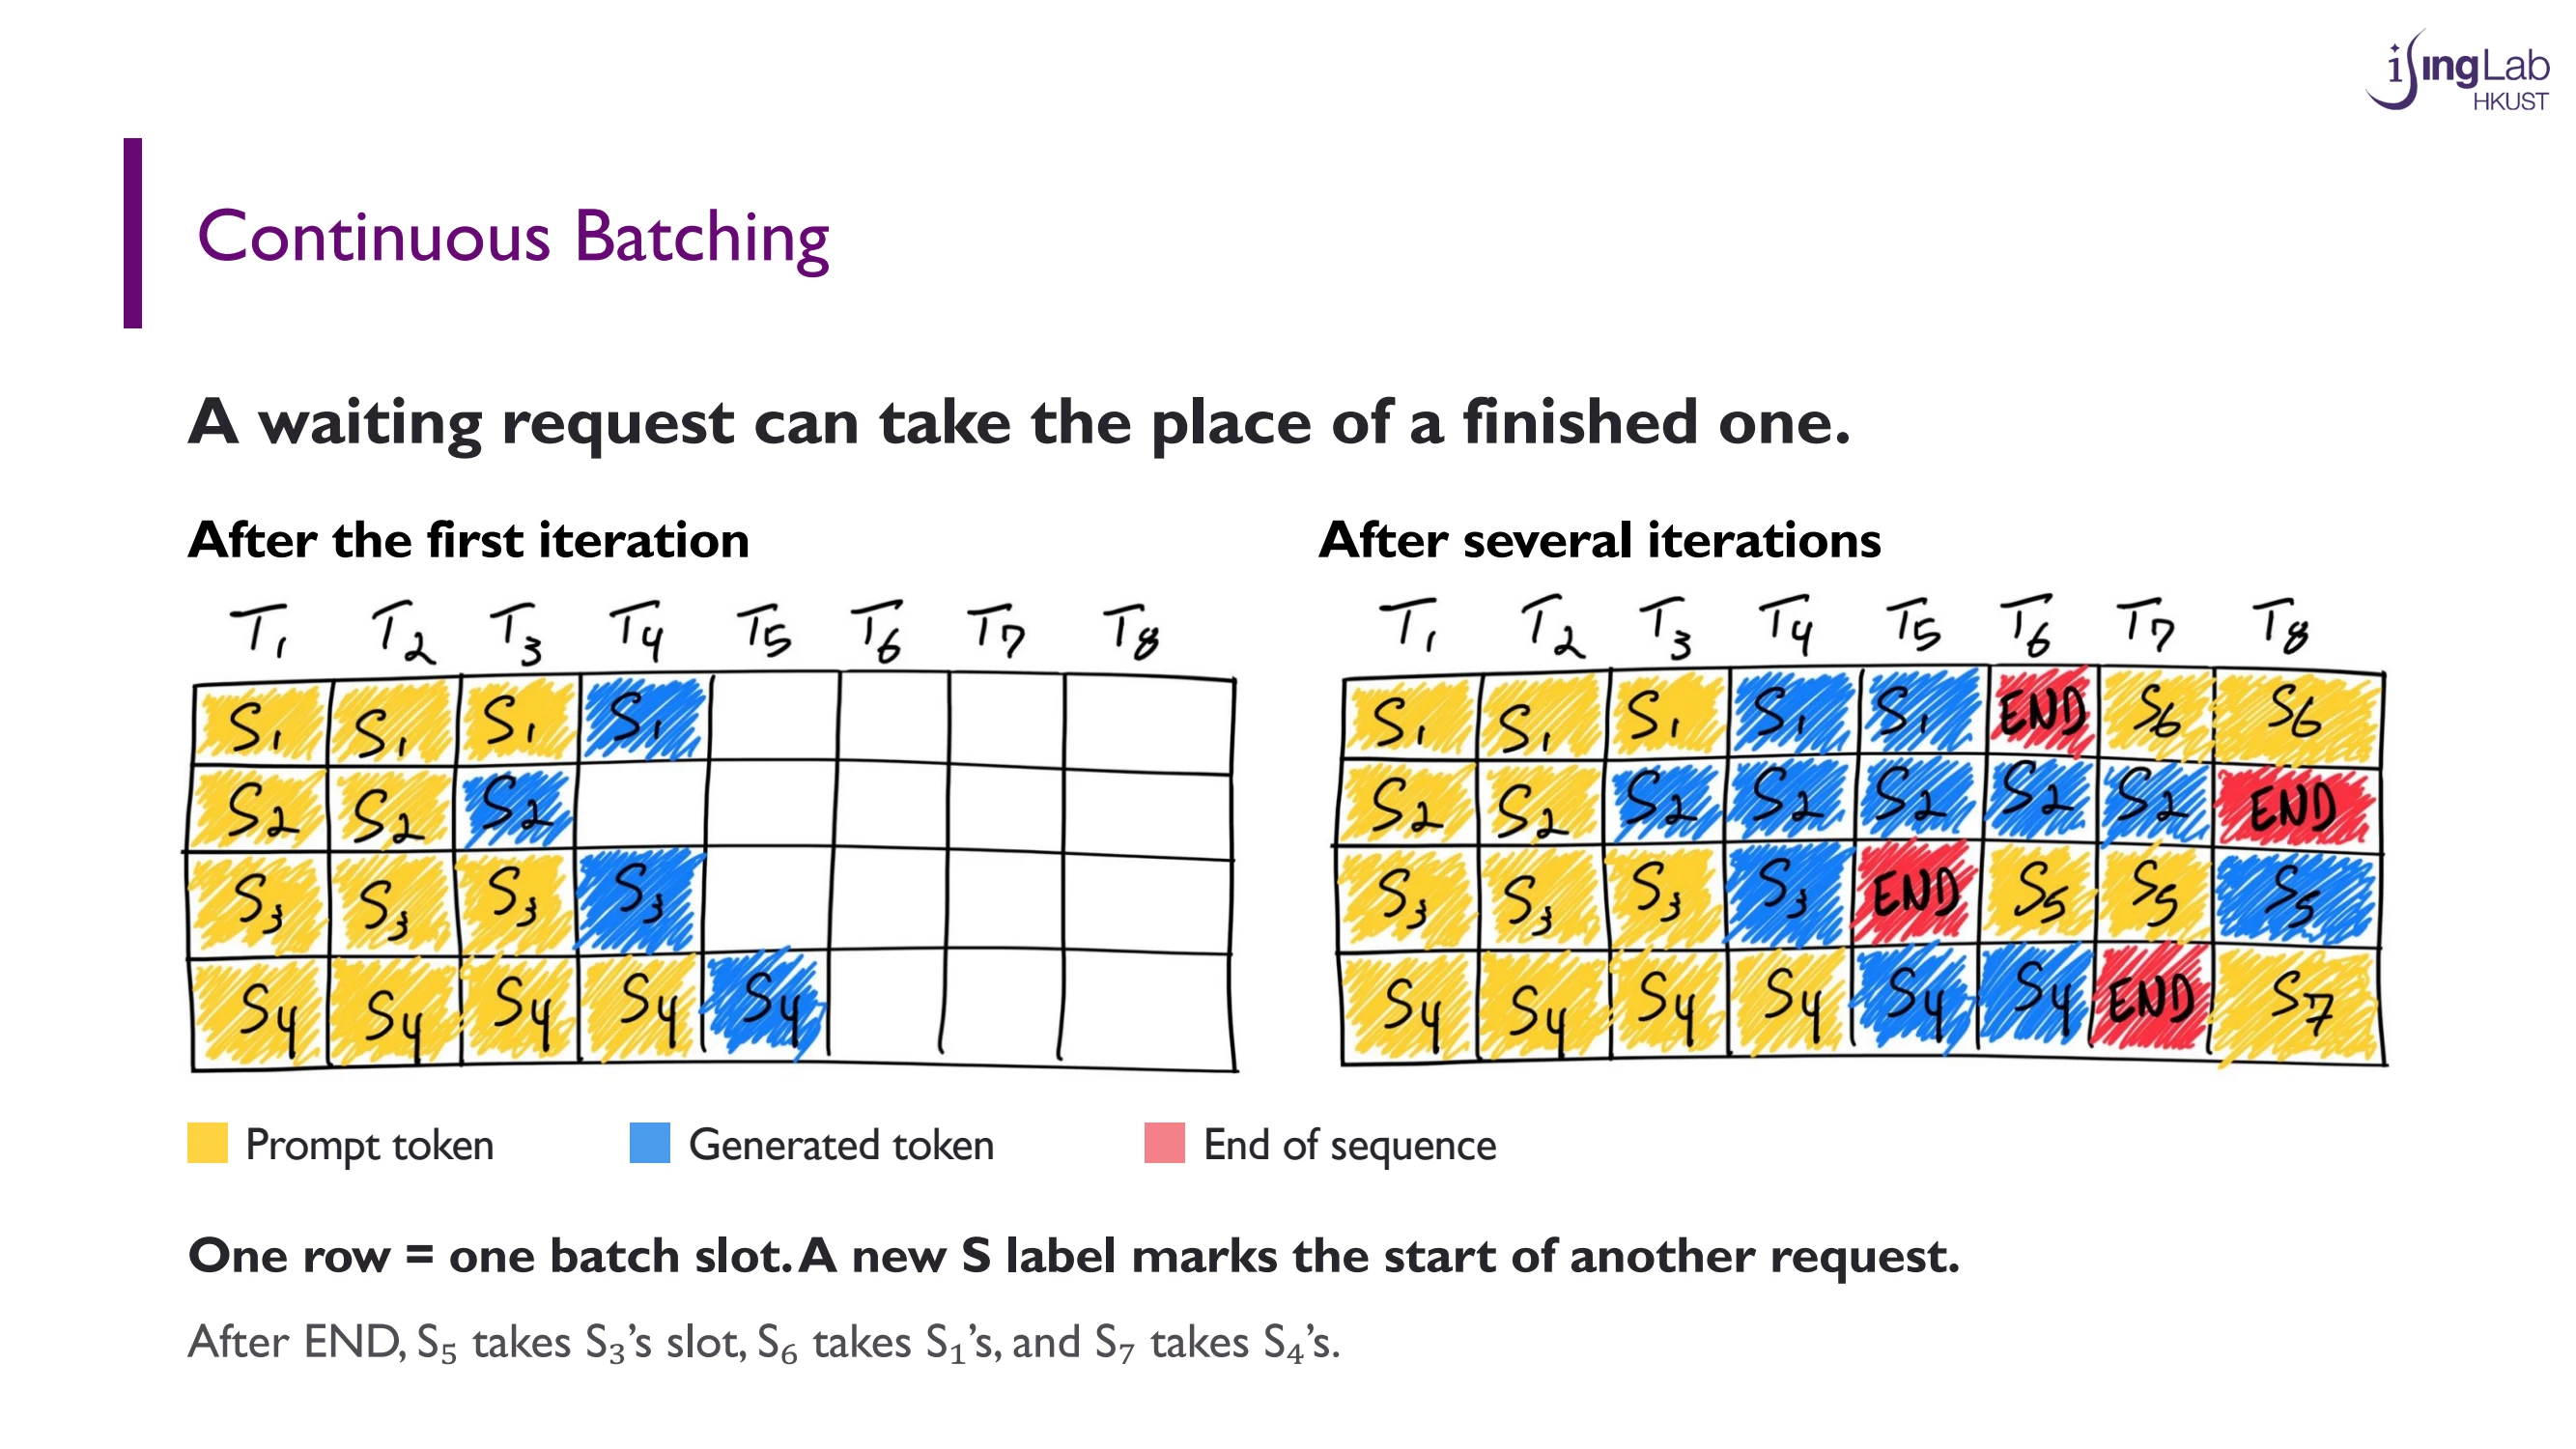 iSingLab
HKUST
Continuous Batching
A waiting request can take the place of a finished one.
After the first iteration
T1 T2 T3 T4 T5 T6 T7 T8
S1 S1 S1 S1
S2 S2 S2
S3 S3 S3 S3
S4 S4 S4 S4 S4
After several iterations
T1 T2 T3 T4 T5 T6 T7 T8
S1 S1 S1 S1 S1 END S6 S6
S2 S2 S2 S2 S2 S2 S2 END
S3 S3 S3 S3 END S5 S5 S5
S4 S4 S4 S4 S4 S4 END S7
Prompt token
Generated token
End of sequence
One row = one batch slot. A new S label marks the start of another request.
After END, S5 takes S3’s slot, S6 takes S1’s, and S7 takes S4’s.